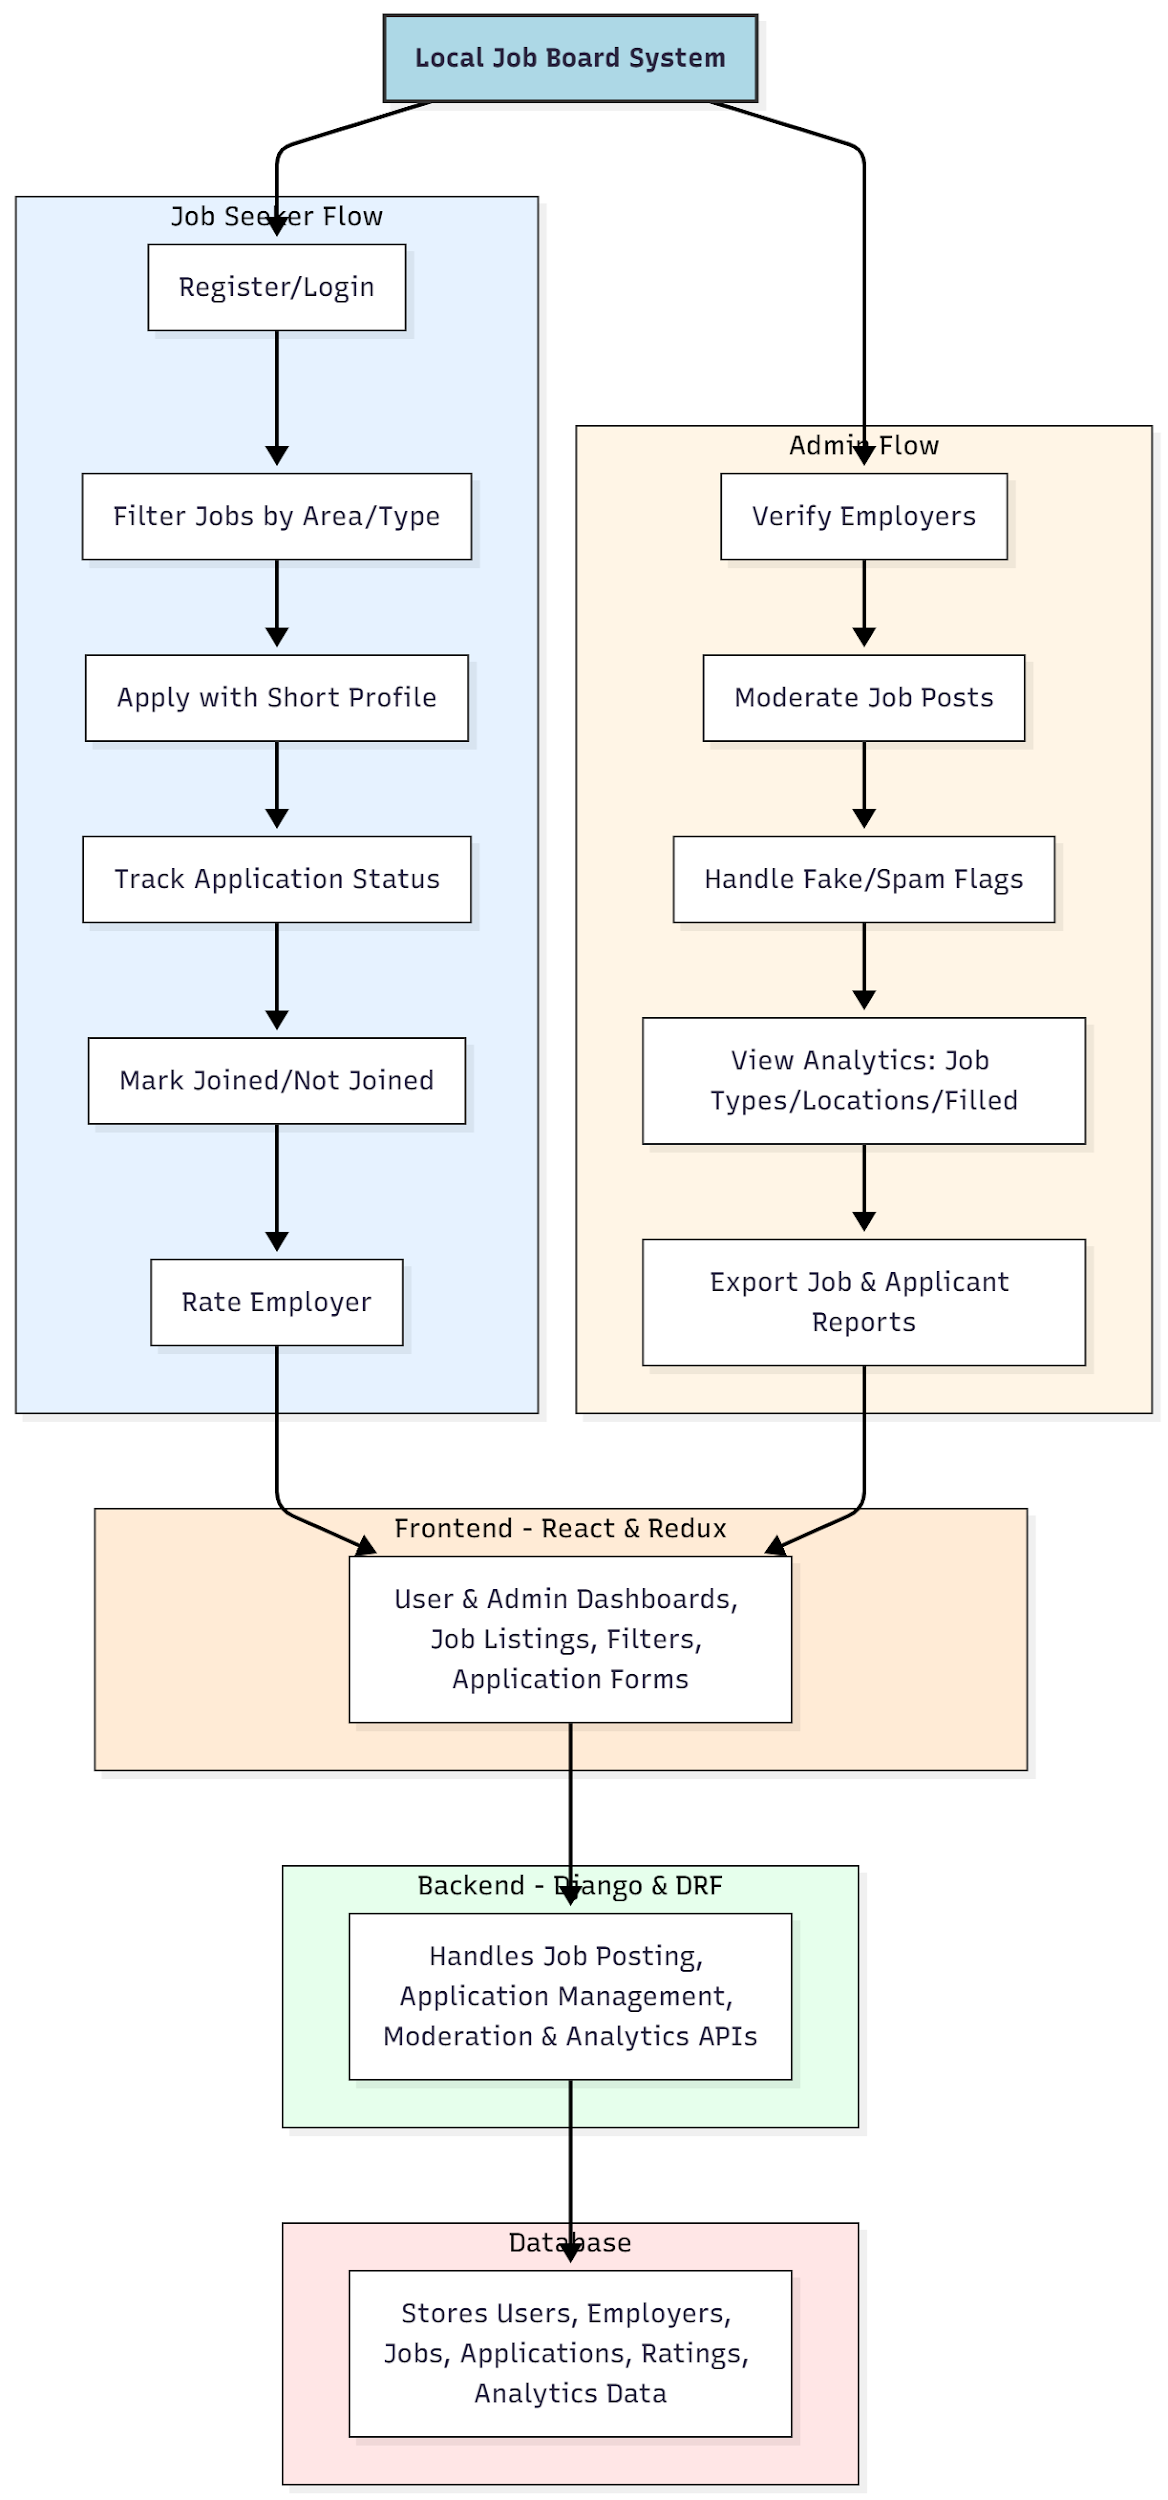 Local Job Board System
Job Seeker Flow
Register/Login
Filter Jobs by Area/Type
Apply with Short Profile
Track Application Status
Mark Joined/Not Joined
Rate Employer
Admin Flow
Verify Employers
Moderate Job Posts
Handle Fake/Spam Flags
View Analytics: Job
Types/Locations/Filled
Export Job & Applicant
Reports
Frontend - React & Redux
User & Admin Dashboards,
Job Listings, Filters,
Application Forms
Backend - Django & DRF
Handles Job Posting,
Application Management,
Moderation & Analytics APIs
Database
Stores Users, Employers,
Jobs, Applications, Ratings,
Analytics Data